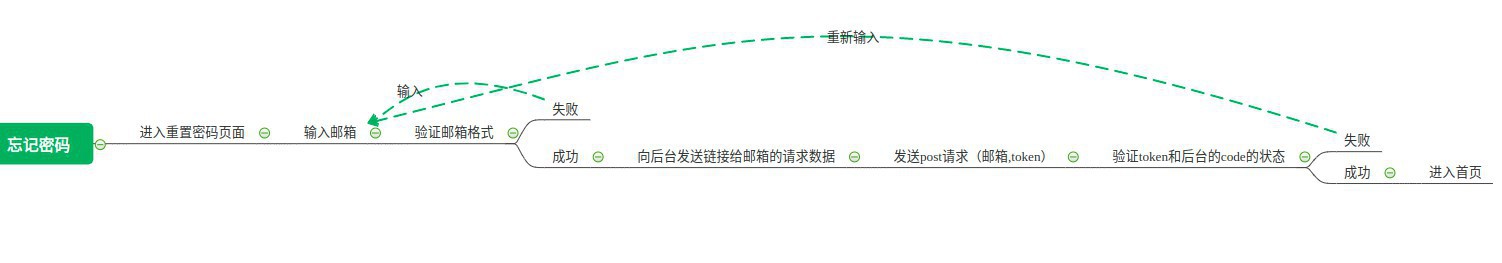 重新输入
输入
失败
忘记密码
进入重置密码页面
输入邮箱
验证邮箱格式
失败
成功
向后台发送链接给邮箱的请求数据
发送post请求（邮箱,token）
验证token和后台的code的状态
成功
进入首页